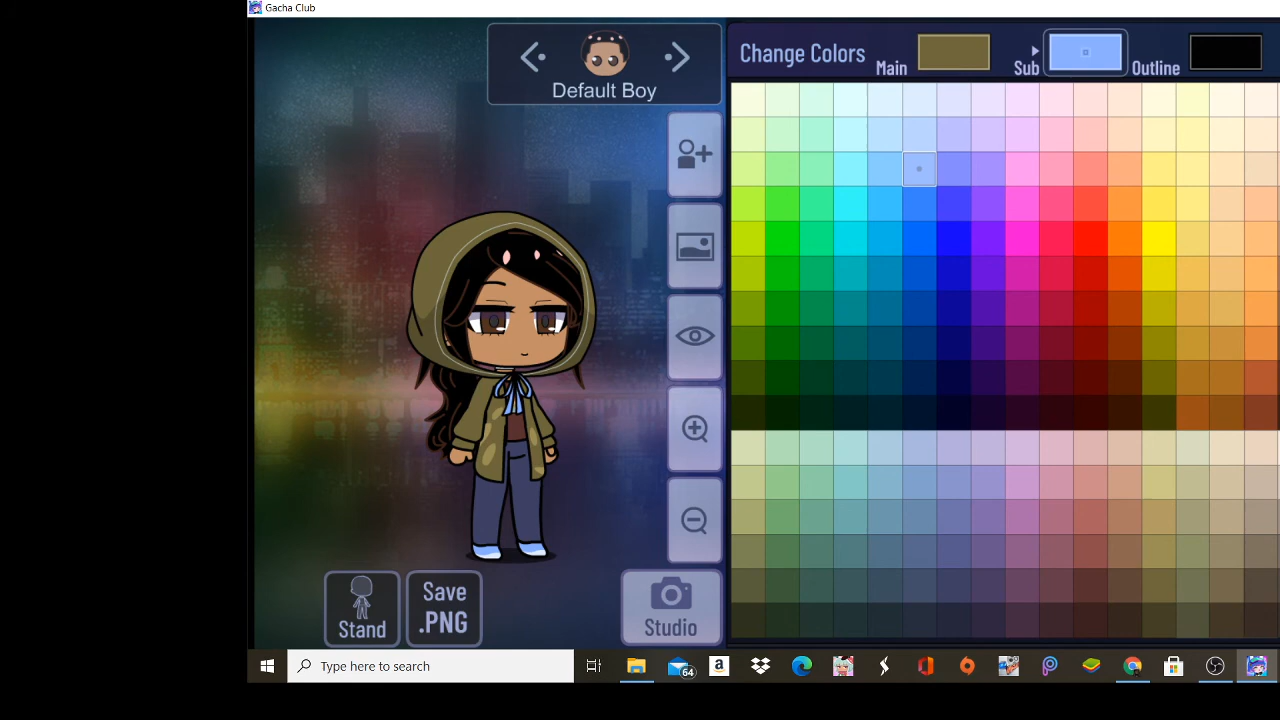 Gacha Club
Default Boy
Change Colors
Main
Sub
Outline
Stand
Save
.PNG
Studio
Type here to search
64